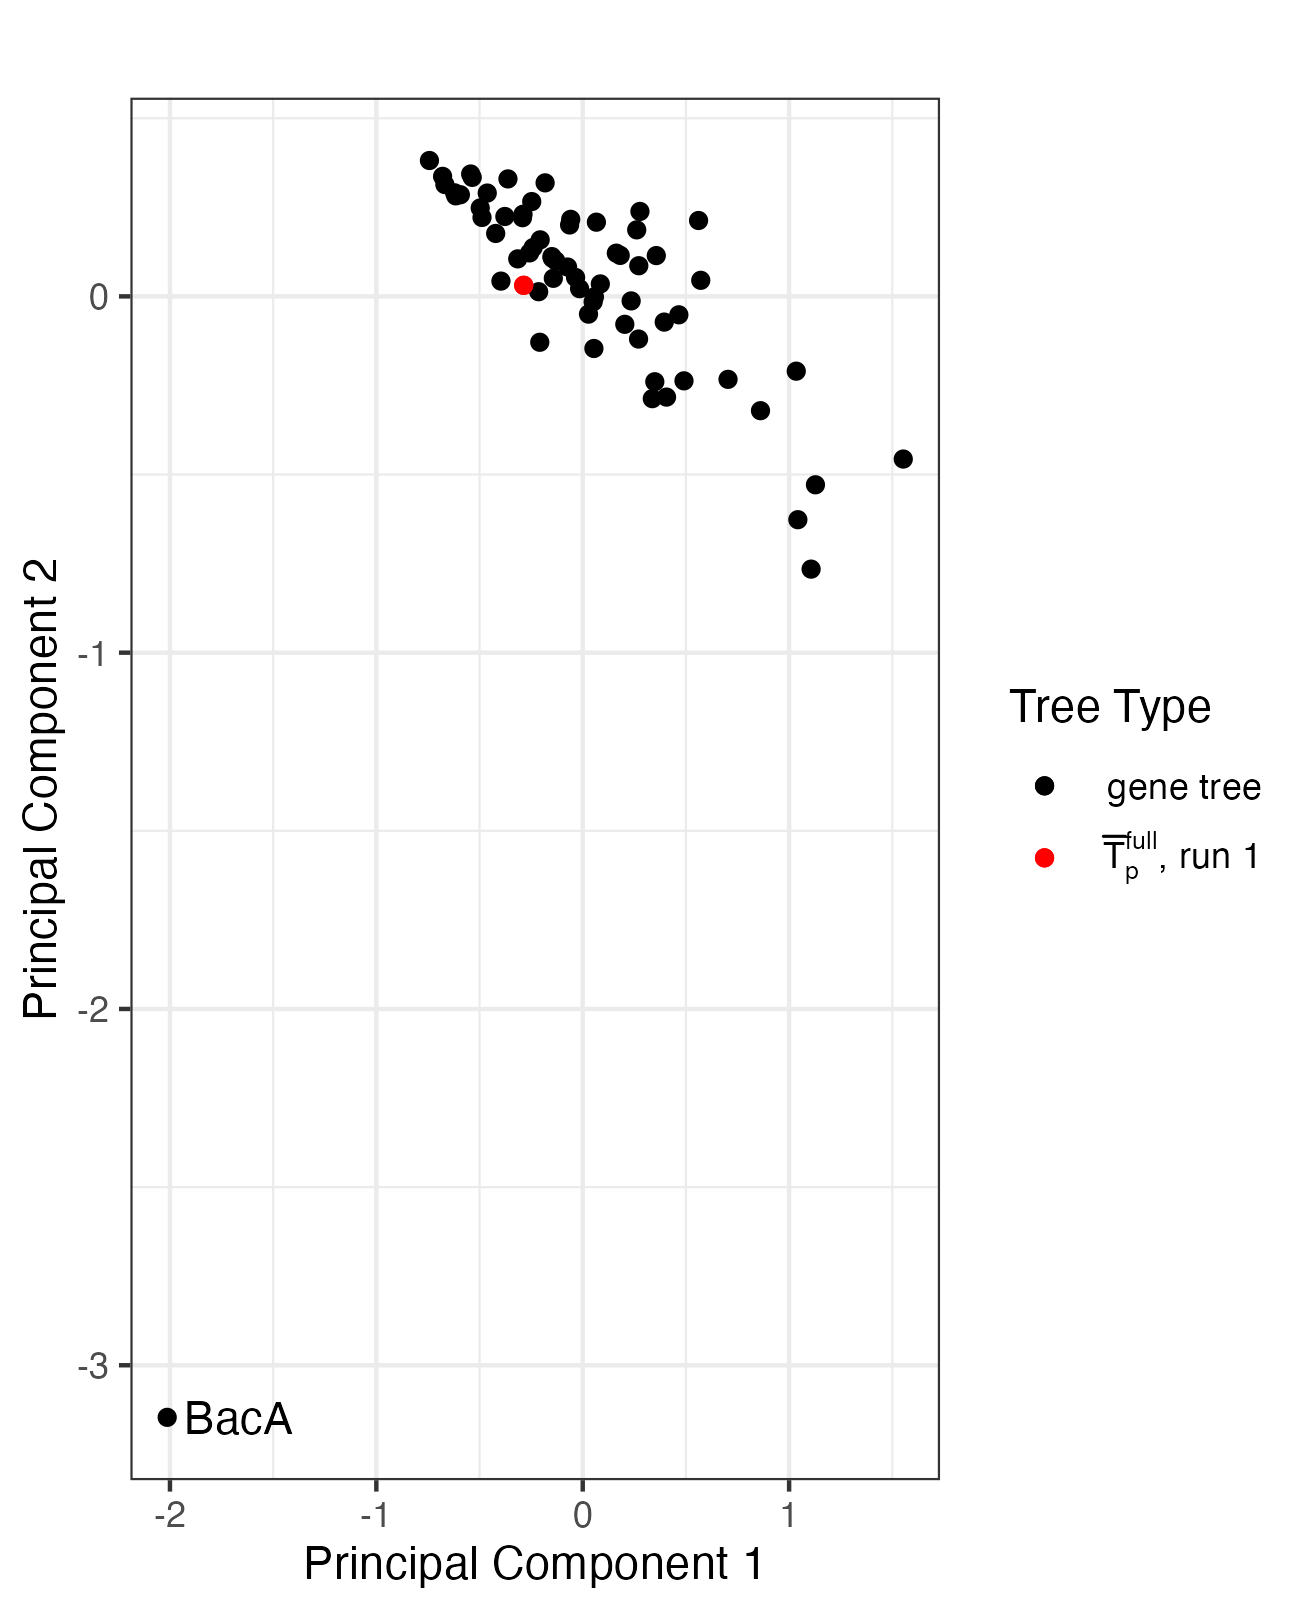 0
-1
-2
-3
Principal Component 2
BacA
-2
-1
0
1
Principal Component 1
Tree Type
gene tree
T̅ₚᶠᵘˡˡ, run 1